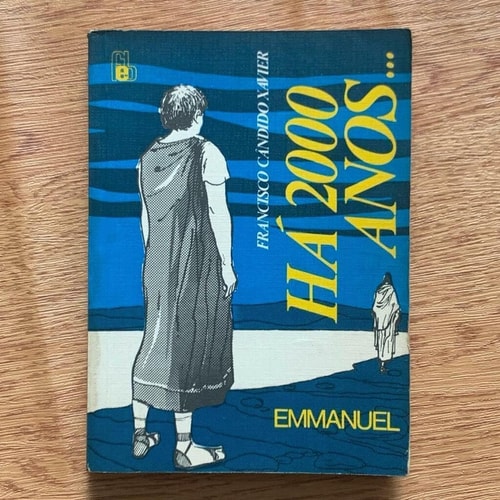 FRANCISCO CÂNDIDO XAVIER
HÁ 2000
ANOS...
EMMANUEL